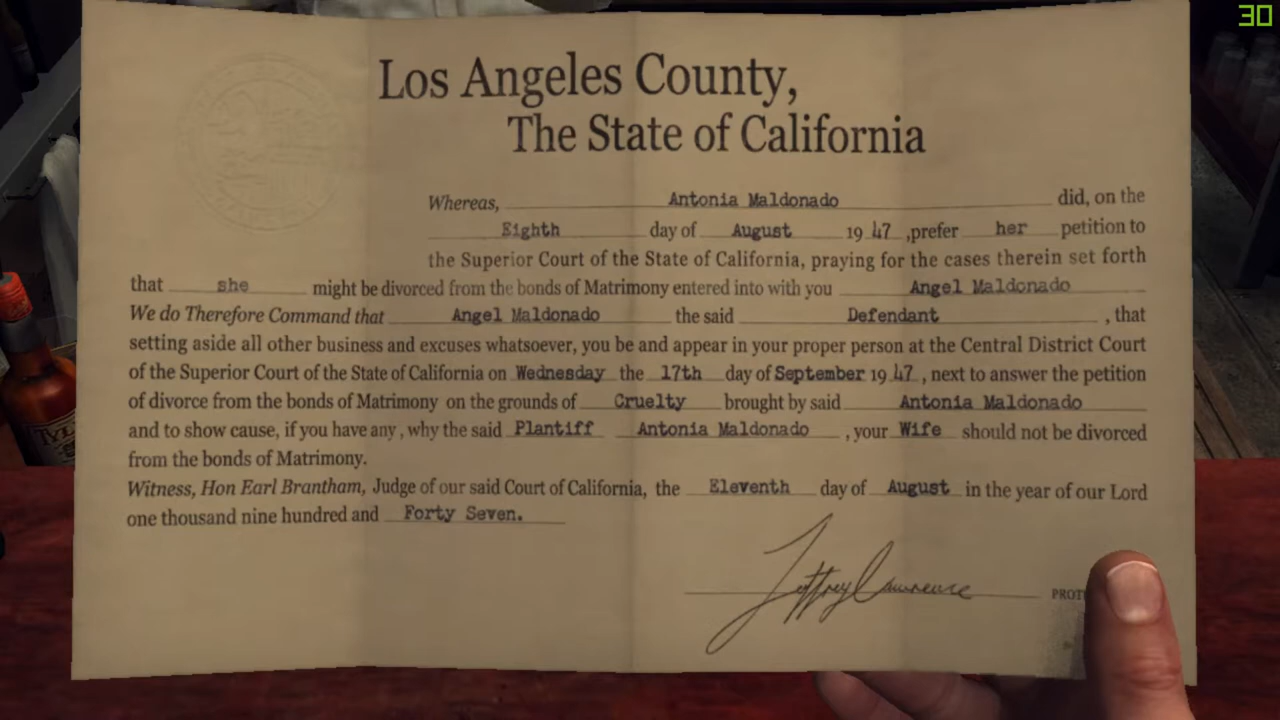 30
Los Angeles County,
The State of California
Whereas, Antonia Maldonado did, on the
Eighth day of August 19 47 ,prefer her petition to
the Superior Court of the State of California, praying for the cases therein set forth
that she might be divorced from the bonds of Matrimony entered into with you Angel Maldonado
We do Therefore Command that Angel Maldonado the said Defendant , that
setting aside all other business and excuses whatsoever, you be and appear in your proper person at the Central District Court
of the Superior Court of the State of California on Wednesday the 17th day of September 19 47 , next to answer the petition
of divorce from the bonds of Matrimony on the grounds of Cruelty brought by said Antonia Maldonado
and to show cause, if you have any , why the said Plantiff Antonia Maldonado , your Wife should not be divorced
from the bonds of Matrimony.
Witness, Hon Earl Brantham, Judge of our said Court of California, the Eleventh day of August in the year of our Lord
one thousand nine hundred and Forty Seven.
Jeffrey Lawrence